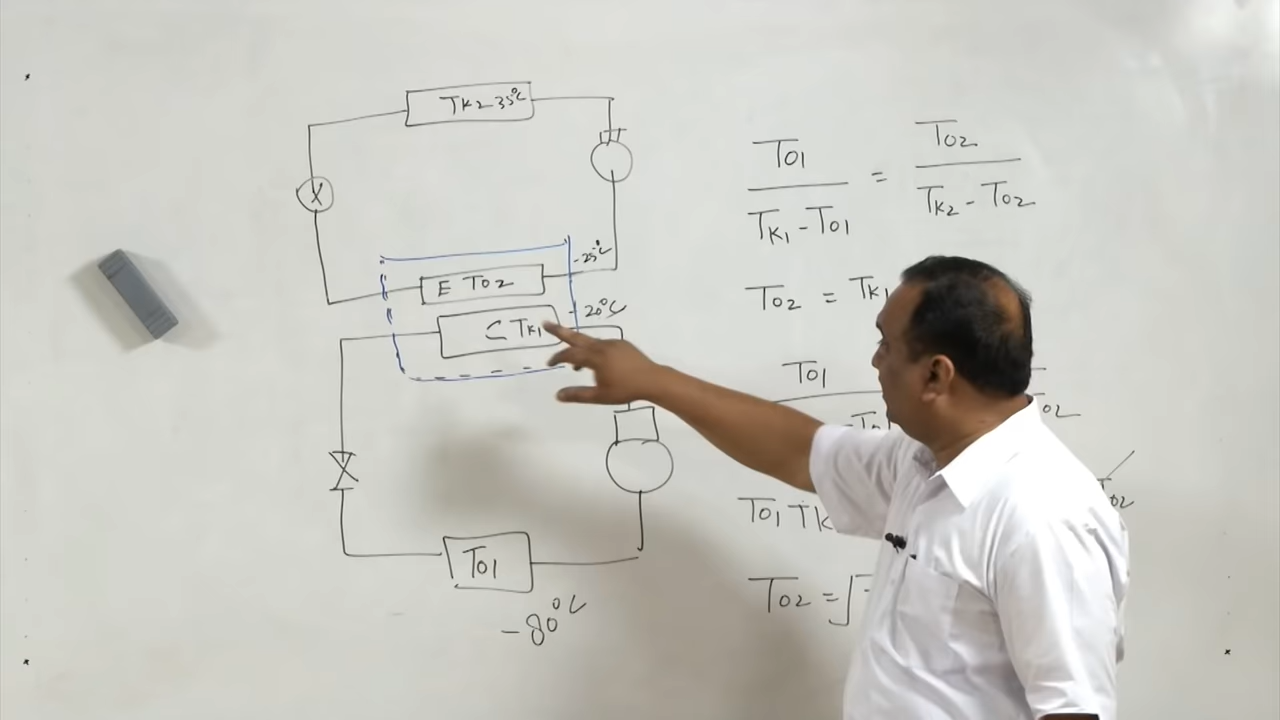 TK2 35°C
X
-25°C
E TO2
-20°C
C TK1
TO1
-80°C
TO1 / TK1 - TO1 = TO2 / TK2 - TO2
TO2 = TK1
TO1
O2
TO1 TK
O2
TO2 = √